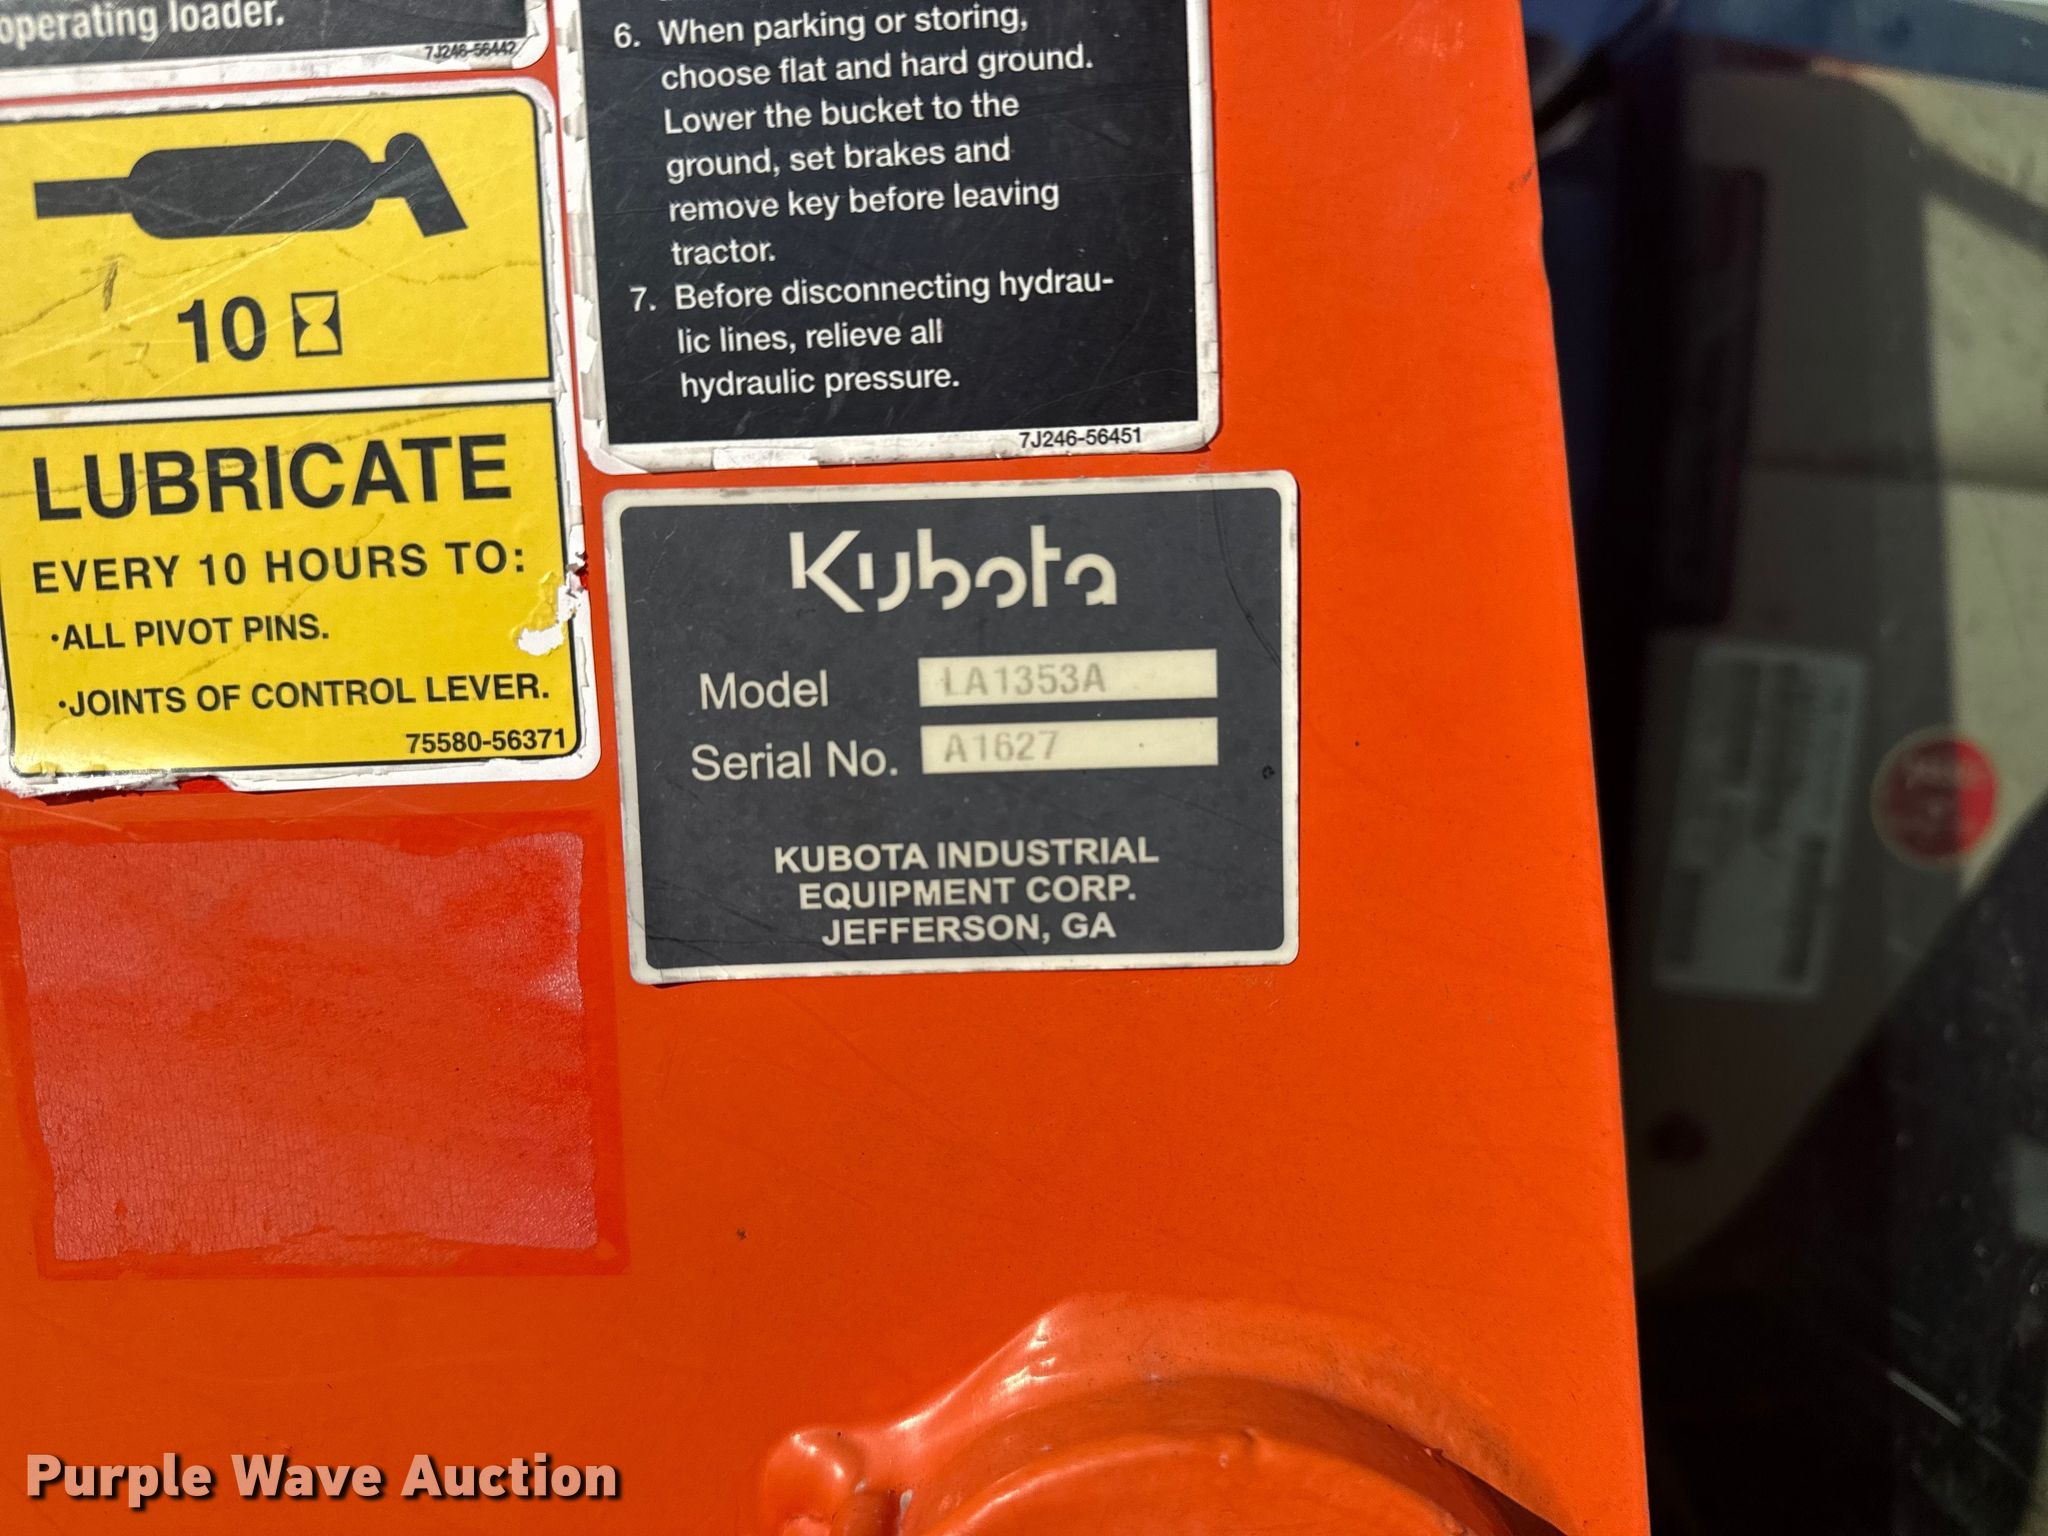 operating loader.
7J246-56442
10
LUBRICATE
EVERY 10 HOURS TO:
·ALL PIVOT PINS.
·JOINTS OF CONTROL LEVER.
75580-56371
6. When parking or storing,
choose flat and hard ground.
Lower the bucket to the
ground, set brakes and
remove key before leaving
tractor.
7. Before disconnecting hydrau-
lic lines, relieve all
hydraulic pressure.
7J246-56451
Kubota
Model LA1353A
Serial No. A1627
KUBOTA INDUSTRIAL
EQUIPMENT CORP.
JEFFERSON, GA
Purple Wave Auction